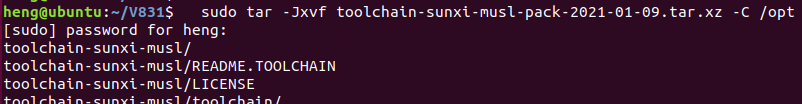 heng@ubuntu:~/V831$ sudo tar -Jxvf toolchain-sunxi-musl-pack-2021-01-09.tar.xz -C /opt
[sudo] password for heng:
toolchain-sunxi-musl/
toolchain-sunxi-musl/README.TOOLCHAIN
toolchain-sunxi-musl/LICENSE
toolchain-sunxi-musl/toolchain/